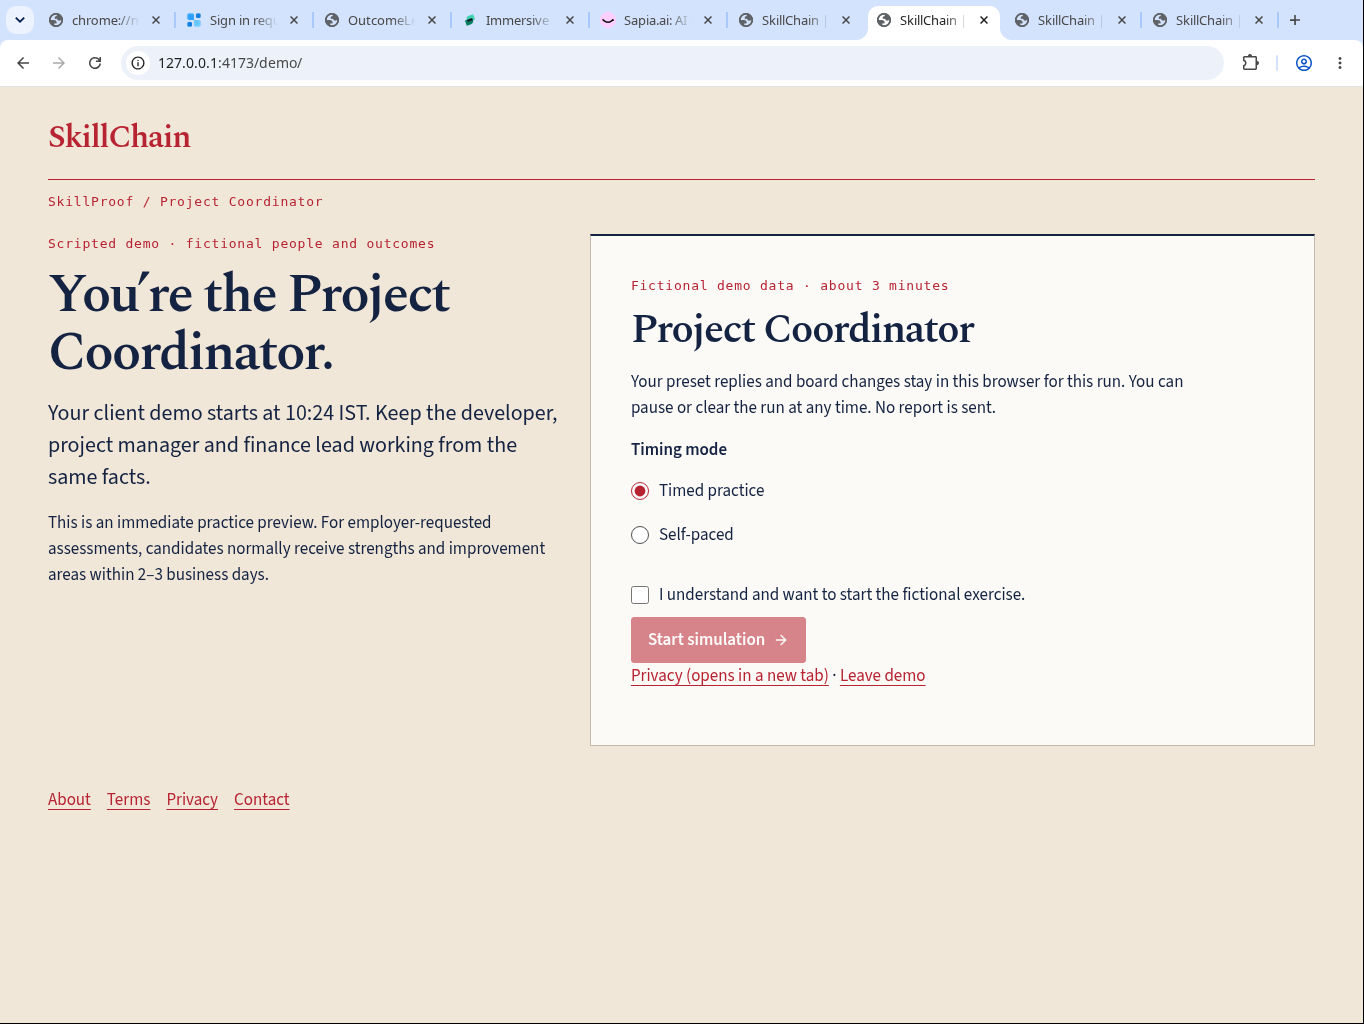 chrome://n
Sign in requ
OutcomeLe
Immersive
Sapia.ai: AI
SkillChain |
SkillChain |
SkillChain |
SkillChain |
127.0.0.1:4173/demo/
SkillChain
SkillProof / Project Coordinator
Scripted demo · fictional people and outcomes
You’re the Project
Coordinator.
Your client demo starts at 10:24 IST. Keep the developer,
project manager and finance lead working from the
same facts.
This is an immediate practice preview. For employer-requested
assessments, candidates normally receive strengths and improvement
areas within 2–3 business days.
Fictional demo data · about 3 minutes
Project Coordinator
Your preset replies and board changes stay in this browser for this run. You can
pause or clear the run at any time. No report is sent.
Timing mode
Timed practice
Self-paced
I understand and want to start the fictional exercise.
Start simulation →
Privacy (opens in a new tab) · Leave demo
About Terms Privacy Contact